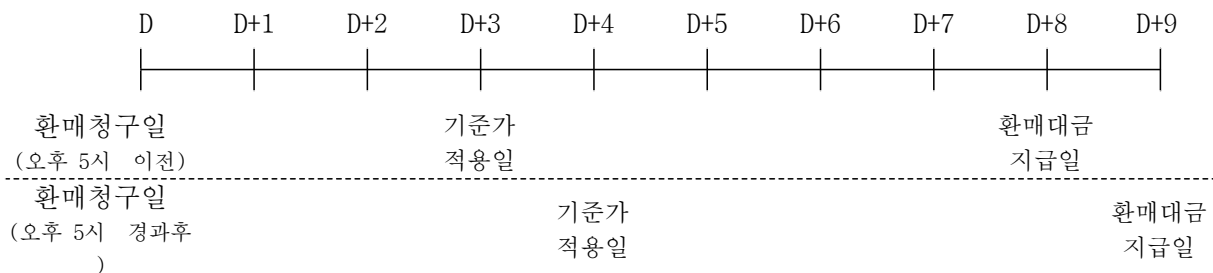 D D+1 D+2 D+3 D+4 D+5 D+6 D+7 D+8 D+9
환매청구일 기준가 환매대금
(오후 5시 이전) 적용일 지급일
환매청구일
기준가 환매대금
(오후 5시 경과후
적용일 지급일
)